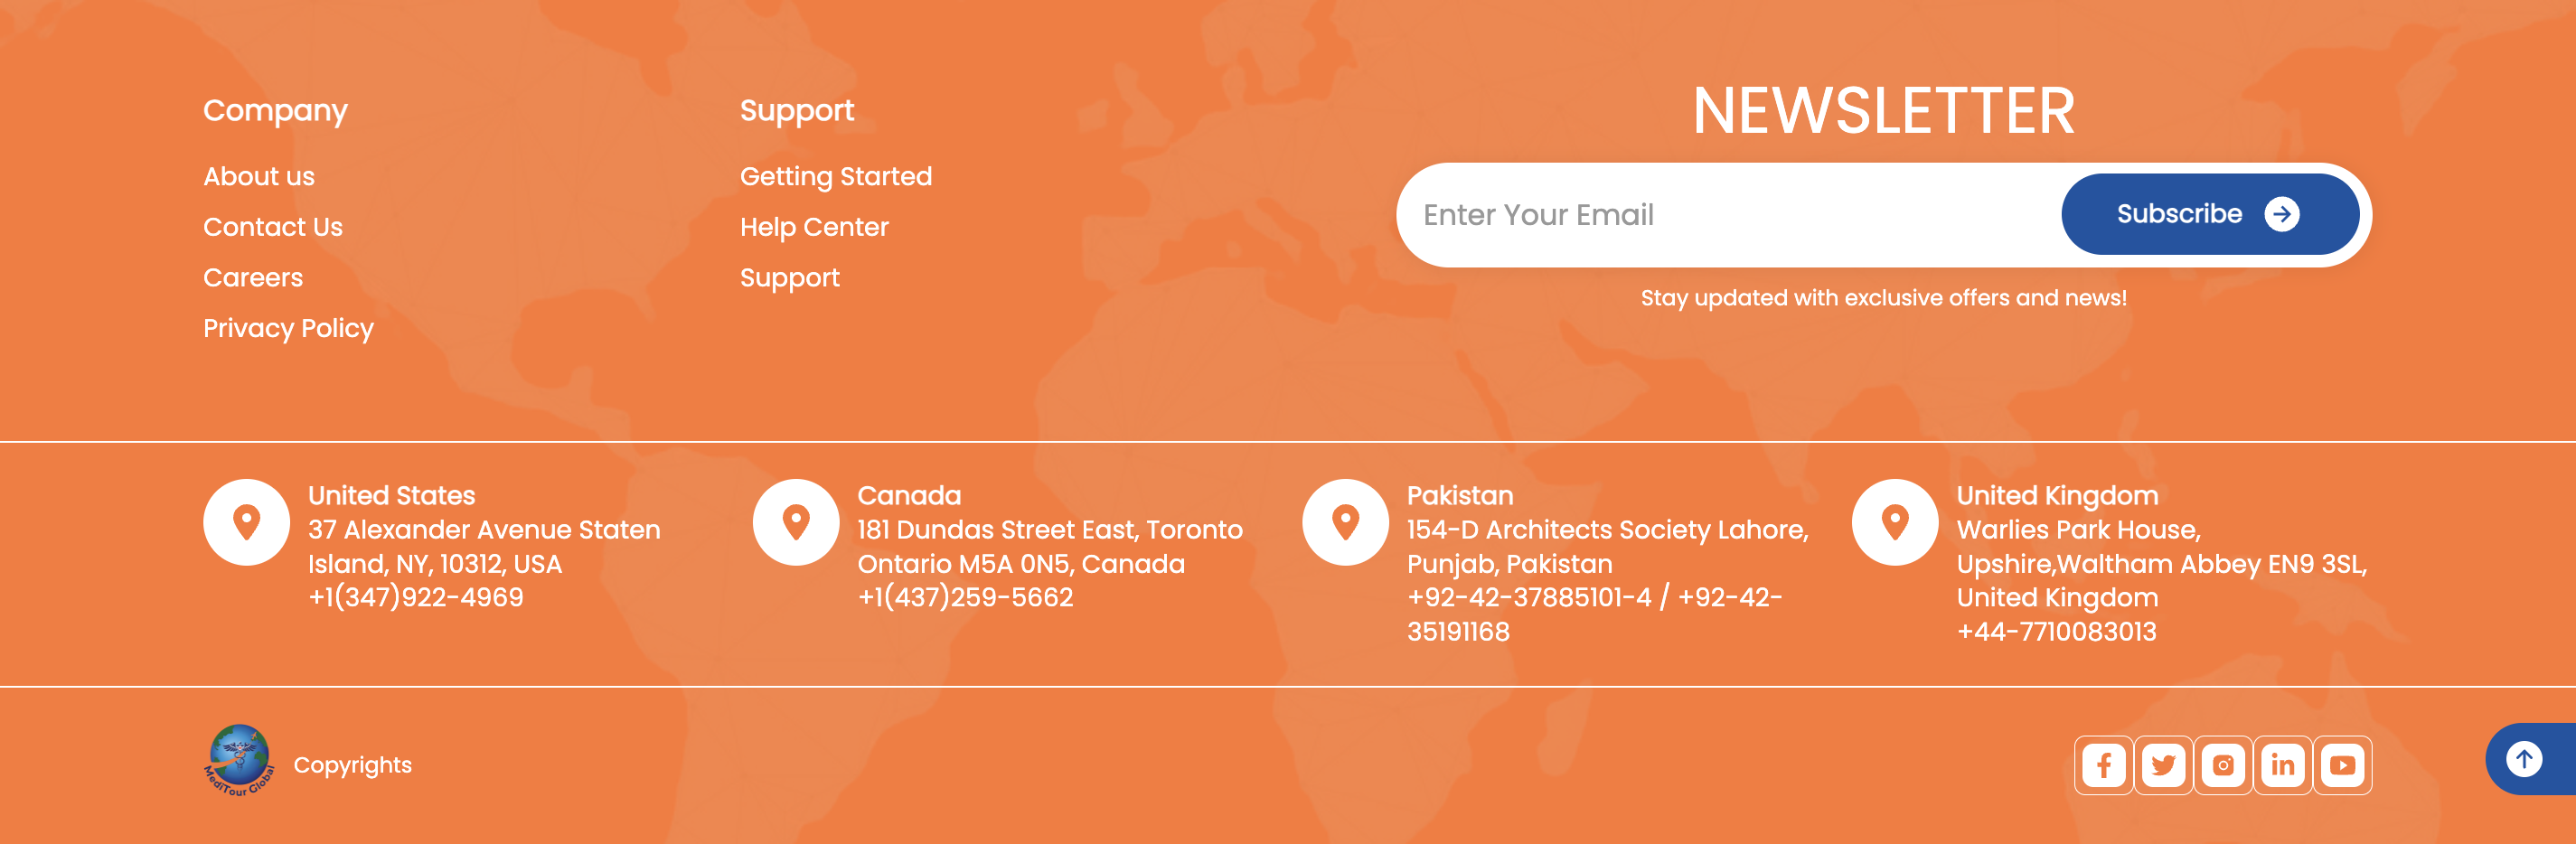 Company
About us
Contact Us
Careers
Privacy Policy
Support
Getting Started
Help Center
Support
NEWSLETTER
Enter Your Email
Subscribe
Stay updated with exclusive offers and news!
United States
37 Alexander Avenue Staten
Island, NY, 10312, USA
+1(347)922-4969
Canada
181 Dundas Street East, Toronto
Ontario M5A 0N5, Canada
+1(437)259-5662
Pakistan
154-D Architects Society Lahore,
Punjab, Pakistan
+92-42-37885101-4 / +92-42-
35191168
United Kingdom
Warlies Park House,
Upshire,Waltham Abbey EN9 3SL,
United Kingdom
+44-7710083013
MediTour Global
Copyrights